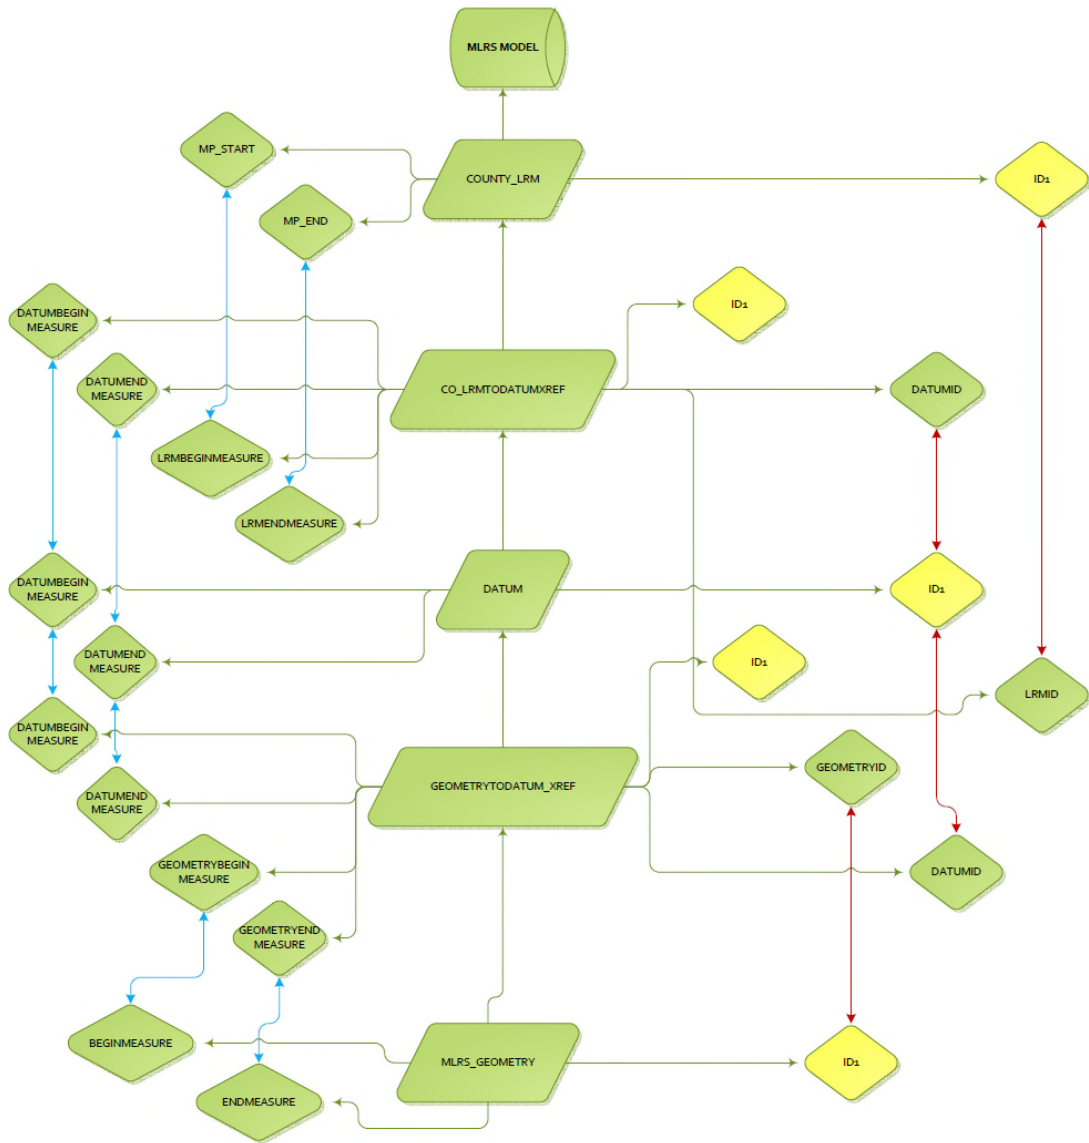 MLRS MODEL
MP_START
COUNTY_LRM
ID1
MP_END
ID1
DATUMBEGIN
MEASURE
DATUMEND
MEASURE
CO_LRMTODATUMXREF
DATUMID
LRMBEGINMEASURE
LRMENDMEASURE
DATUMBEGIN
MEASURE
DATUM
ID1
DATUMEND
MEASURE
ID1
LRMID
DATUMBEGIN
MEASURE
GEOMETRYTODATUM_XREF
GEOMETRYID
DATUMEND
MEASURE
GEOMETRYBEGIN
MEASURE
DATUMID
GEOMETRYEND
MEASURE
BEGINMEASURE
MLRS_GEOMETRY
ID1
ENDMEASURE